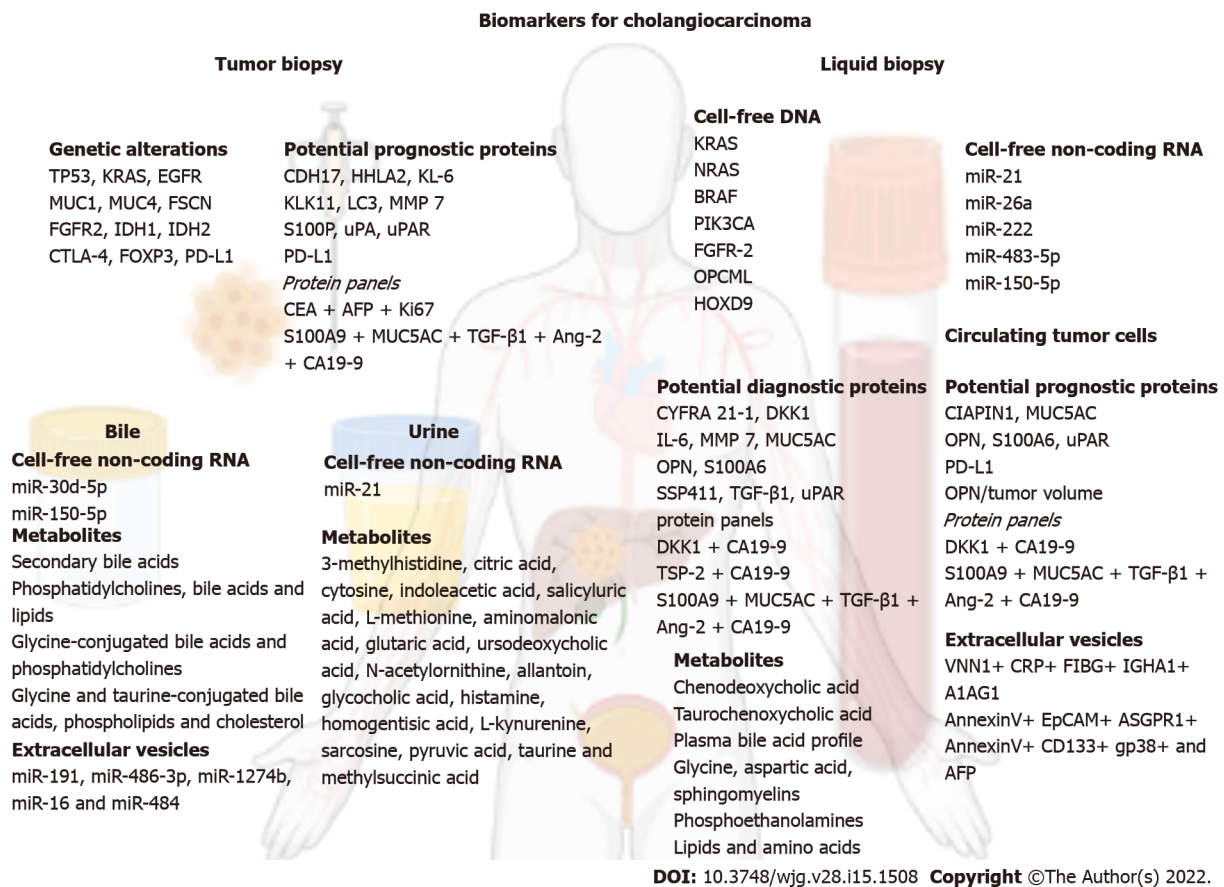 Biomarkers for cholangiocarcinoma
Tumor biopsy
Genetic alterations
TP53, KRAS, EGFR
MUC1, MUC4, FSCN
FGFR2, IDH1, IDH2
CTLA-4, FOXP3, PD-L1
Potential prognostic proteins
CDH17, HHLA2, KL-6
KLK11, LC3, MMP 7
S100P, uPA, uPAR
PD-L1
Protein panels
CEA + AFP + Ki67
S100A9 + MUC5AC + TGF-β1 + Ang-2
+ CA19-9
Bile
Cell-free non-coding RNA
miR-30d-5p
miR-150-5p
Metabolites
Secondary bile acids
Phosphatidylcholines, bile acids and
lipids
Glycine-conjugated bile acids and
phosphatidylcholines
Glycine and taurine-conjugated bile
acids, phospholipids and cholesterol
Extracellular vesicles
miR-191, miR-486-3p, miR-1274b,
miR-16 and miR-484
Urine
Cell-free non-coding RNA
miR-21
Metabolites
3-methylhistidine, citric acid,
cytosine, indoleacetic acid, salicyluric
acid, L-methionine, aminomalonic
acid, glutaric acid, ursodeoxycholic
acid, N-acetylornithine, allantoin,
glycocholic acid, histamine,
homogentisic acid, L-kynurenine,
sarcosine, pyruvic acid, taurine and
methylsuccinic acid
Liquid biopsy
Cell-free DNA
KRAS
NRAS
BRAF
PIK3CA
FGFR-2
OPCML
HOXD9
Cell-free non-coding RNA
miR-21
miR-26a
miR-222
miR-483-5p
miR-150-5p
Circulating tumor cells
Potential diagnostic proteins
CYFRA 21-1, DKK1
IL-6, MMP 7, MUC5AC
OPN, S100A6
SSP411, TGF-β1, uPAR
protein panels
DKK1 + CA19-9
TSP-2 + CA19-9
S100A9 + MUC5AC + TGF-β1 +
Ang-2 + CA19-9
Metabolites
Chenodeoxycholic acid
Taurochenoxycholic acid
Plasma bile acid profile
Glycine, aspartic acid,
sphingomyelins
Phosphoethanolamines
Lipids and amino acids
Potential prognostic proteins
CIAPIN1, MUC5AC
OPN, S100A6, uPAR
PD-L1
OPN/tumor volume
Protein panels
DKK1 + CA19-9
S100A9 + MUC5AC + TGF-β1 +
Ang-2 + CA19-9
Extracellular vesicles
VNN1+ CRP+ FIBG+ IGHA1+
A1AG1
AnnexinV+ EpCAM+ ASGPR1+
AnnexinV+ CD133+ gp38+ and
AFP
DOI: 10.3748/wjg.v28.i15.1508 Copyright ©The Author(s) 2022.